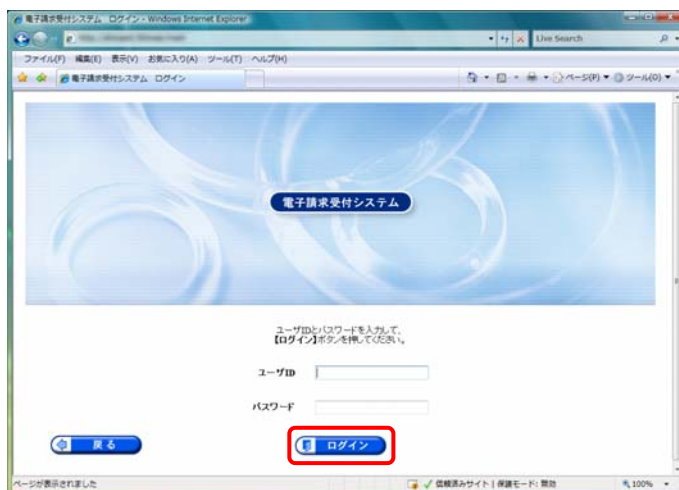 電子請求受付システム ログイン - Windows Internet Explorer
Live Search
ファイル(F) 編集(E) 表示(V) お気に入り(A) ツール(T) ヘルプ(H)
電子請求受付システム ログイン
ページ(P) ツール(O)
電子請求受付システム
ユーザIDとパスワードを入力して、
【ログイン】ボタンを押してください。
ユーザID
パスワード
戻る
ログイン
ページが表示されました
信頼済みサイト | 保護モード: 無効
100%